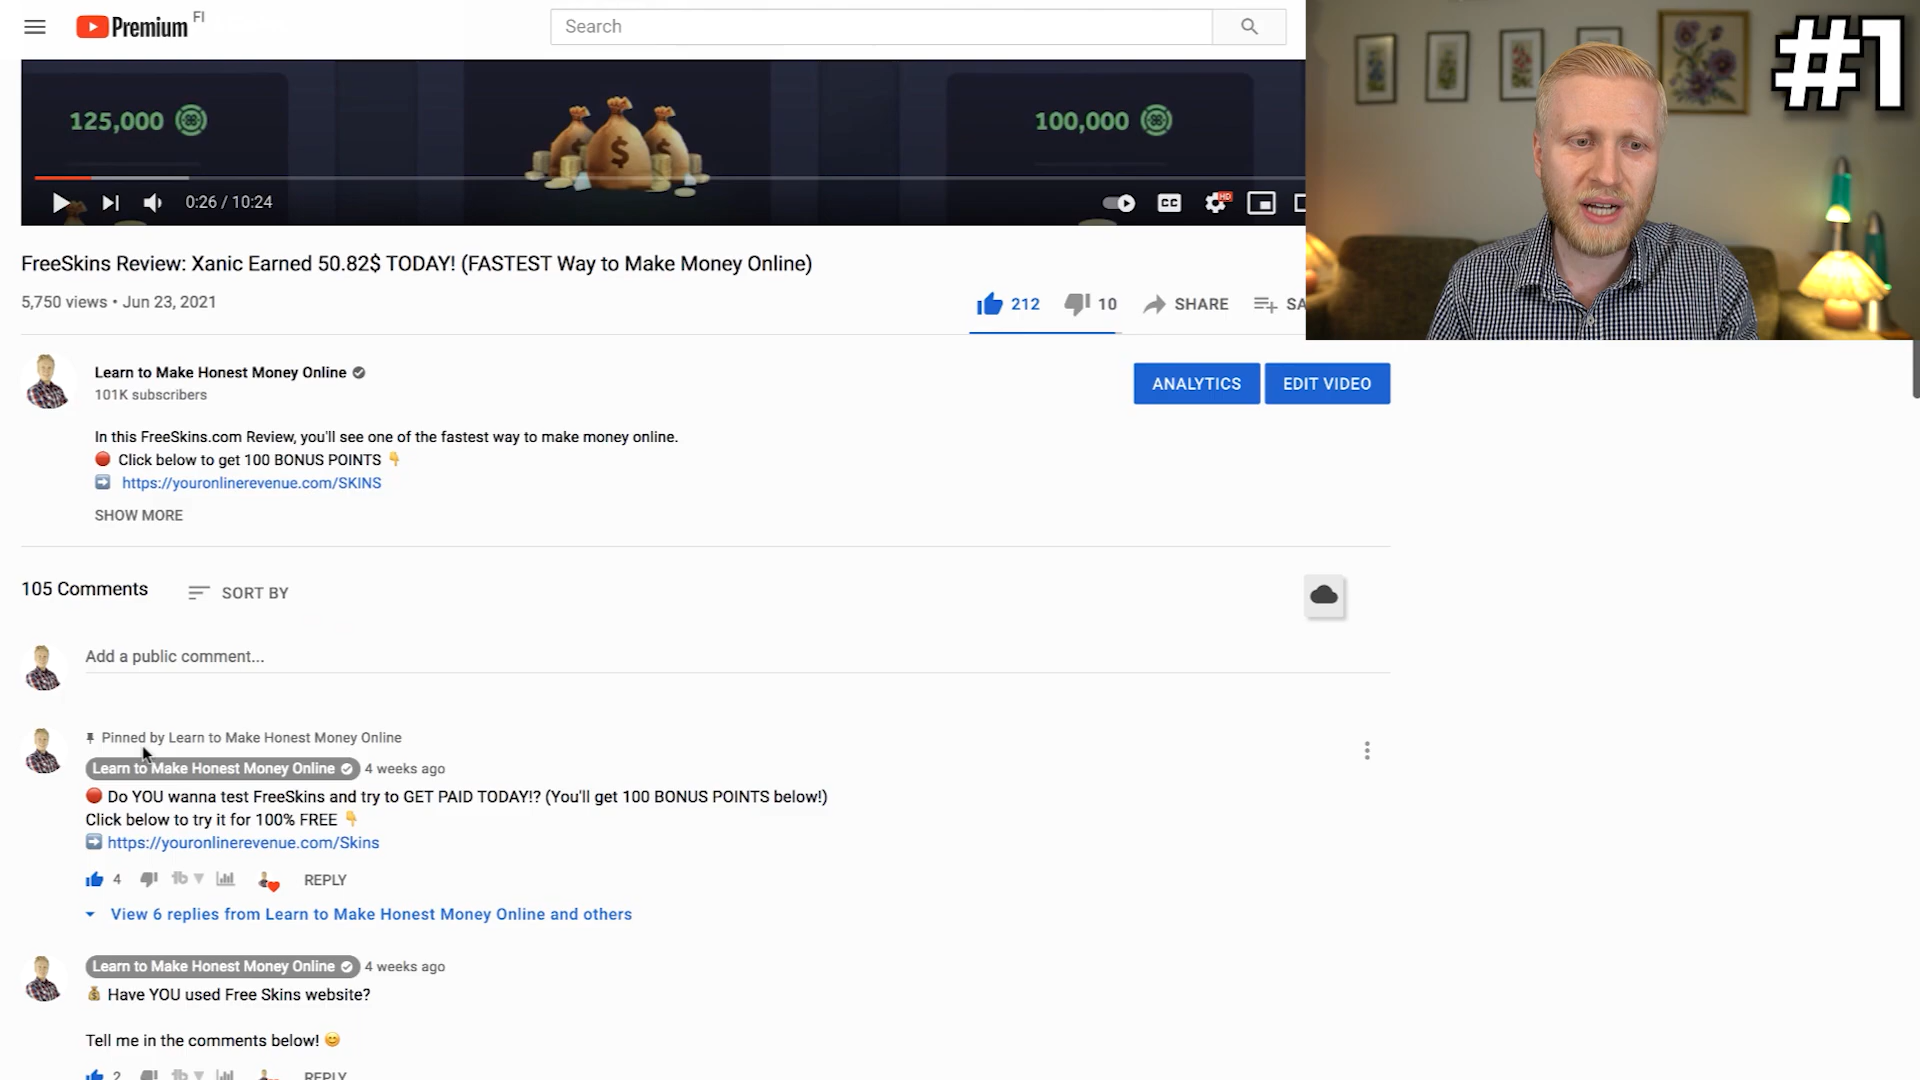 Premium FI
Search
#1
125,000
100,000
$
0:26 / 10:24
CC
HD
FreeSkins Review: Xanic Earned 50.82$ TODAY! (FASTEST Way to Make Money Online)
5,750 views • Jun 23, 2021
212
10
SHARE
SA
Learn to Make Honest Money Online
101K subscribers
ANALYTICS
EDIT VIDEO
In this FreeSkins.com Review, you'll see one of the fastest way to make money online.
🔴 Click below to get 100 BONUS POINTS 👇
➡️ https://youronlinerevenue.com/SKINS
SHOW MORE
105 Comments
SORT BY
Add a public comment...
Pinned by Learn to Make Honest Money Online
Learn to Make Honest Money Online 4 weeks ago
🔴 Do YOU wanna test FreeSkins and try to GET PAID TODAY!? (You'll get 100 BONUS POINTS below!)
Click below to try it for 100% FREE 👇
➡️ https://youronlinerevenue.com/Skins
4
REPLY
View 6 replies from Learn to Make Honest Money Online and others
Learn to Make Honest Money Online 4 weeks ago
💰 Have YOU used Free Skins website?
Tell me in the comments below! 😊
2
REPLY